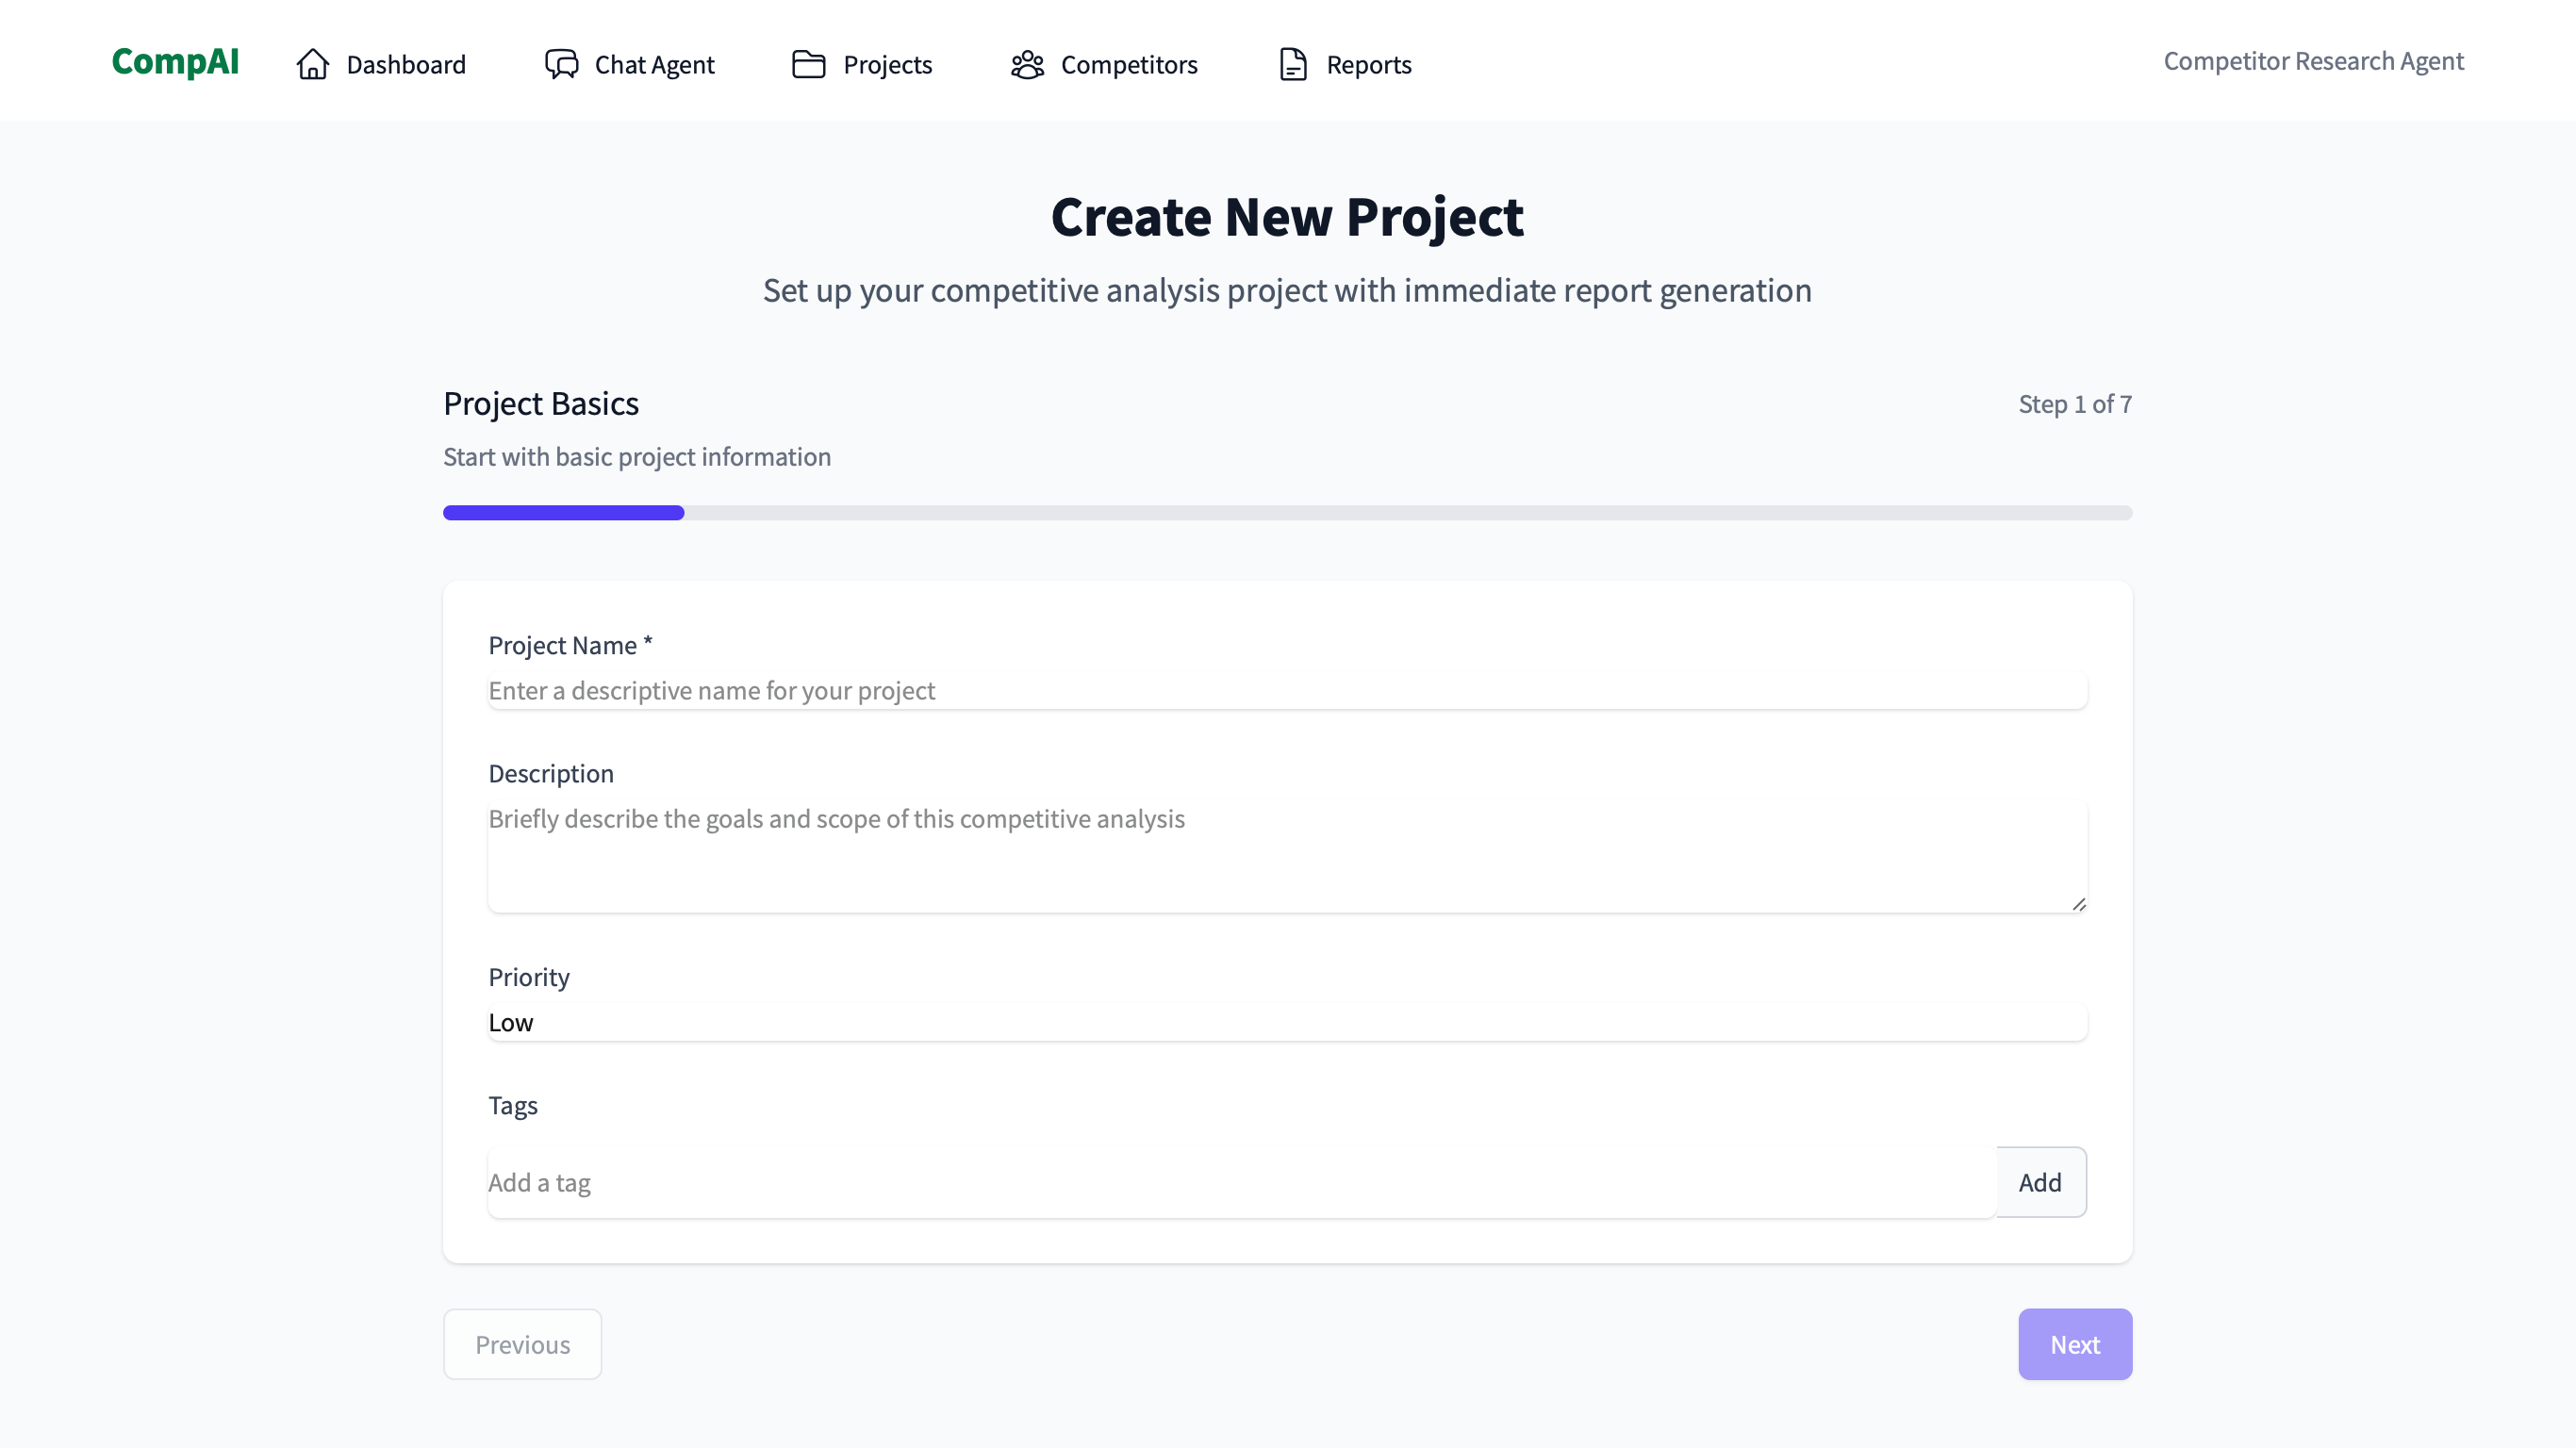 CompAI
Dashboard
Chat Agent
Projects
Competitors
Reports
Competitor Research Agent
Create New Project
Set up your competitive analysis project with immediate report generation
Project Basics
Step 1 of 7
Start with basic project information
Project Name *
Enter a descriptive name for your project
Description
Briefly describe the goals and scope of this competitive analysis
Priority
Low
Tags
Add a tag
Add
Previous
Next